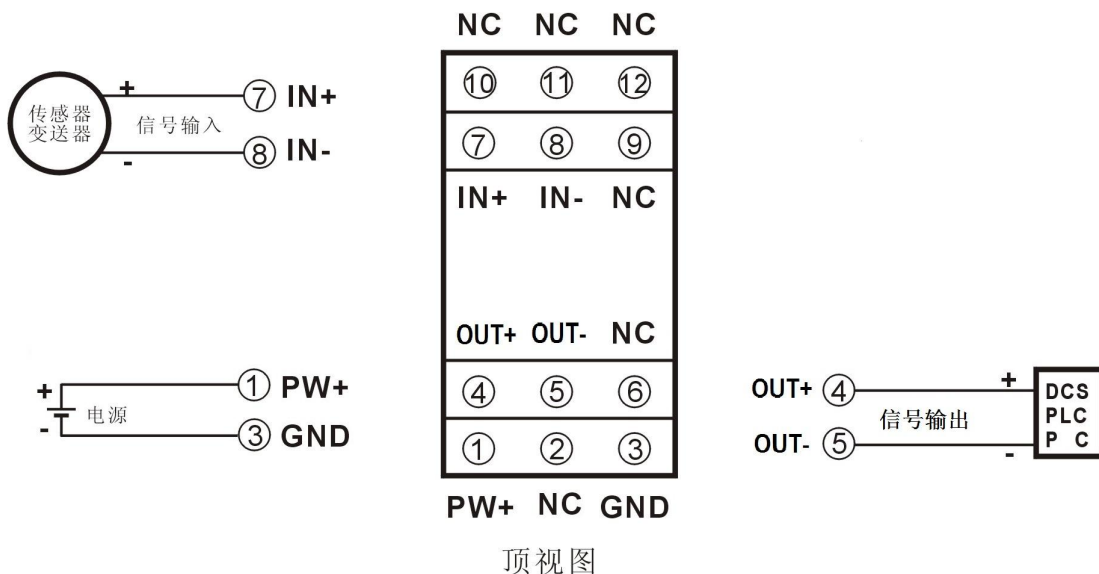 NC NC NC
⑩ ⑪ ⑫
⑦ ⑧ ⑨
IN+ IN- NC
OUT+ OUT- NC
④ ⑤ ⑥
① ② ③
PW+ NC GND
顶视图
传感器
变送器
+
信号输入
-
⑦ IN+
⑧ IN-
+
电源
-
① PW+
③ GND
OUT+ ④
信号输出
OUT- ⑤
+
-
DCS
PLC
P C